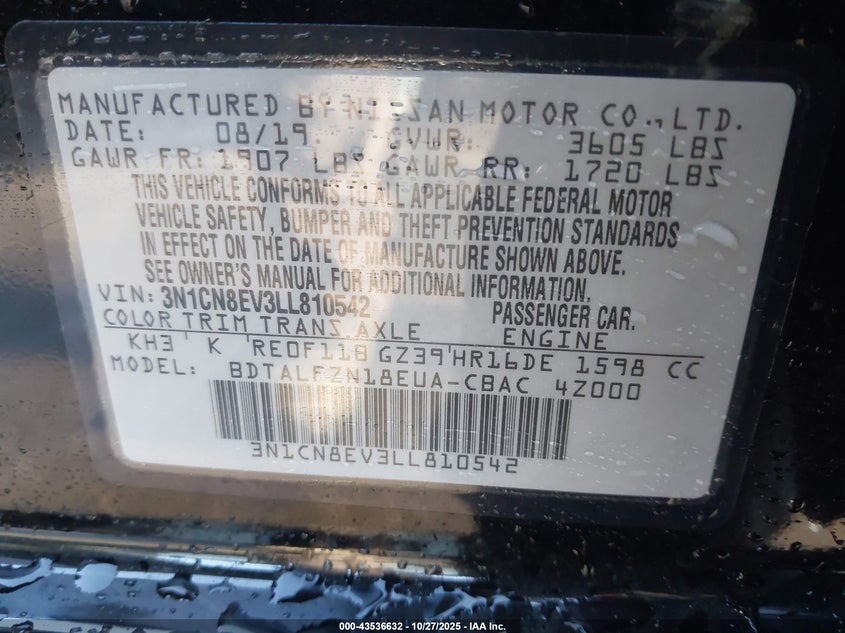 MANUFACTURED BY NISSAN MOTOR CO., LTD.
DATE: 08/19 GVWR: 3605 LBS
GAWR FR: 1907 LBS GAWR RR: 1720 LBS
THIS VEHICLE CONFORMS TO ALL APPLICABLE FEDERAL MOTOR
VEHICLE SAFETY, BUMPER AND THEFT PREVENTION STANDARDS
IN EFFECT ON THE DATE OF MANUFACTURE SHOWN ABOVE.
SEE OWNER'S MANUAL FOR ADDITIONAL INFORMATION.
VIN: 3N1CN8EV3LL810542 PASSENGER CAR.
COLOR TRIM TRANS. AXLE ENGINE
KH3 K RE0F11B GZ39 HR16DE 1598 CC
MODEL: BDTALFZN18EUA-CBAC 4Z000
3N1CN8EV3LL810542
000-43536632 - 10/27/2025 - IAA Inc.